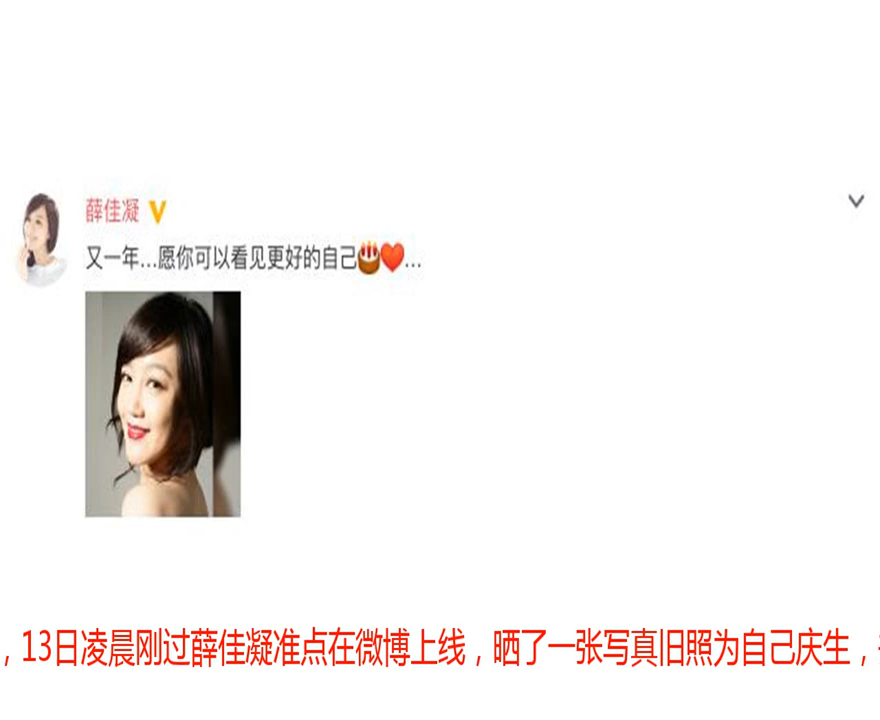 薛佳凝
又一年...愿你可以看见更好的自己🎂❤️...
，13日凌晨刚过薛佳凝准点在微博上线，晒了一张写真旧照为自己庆生，